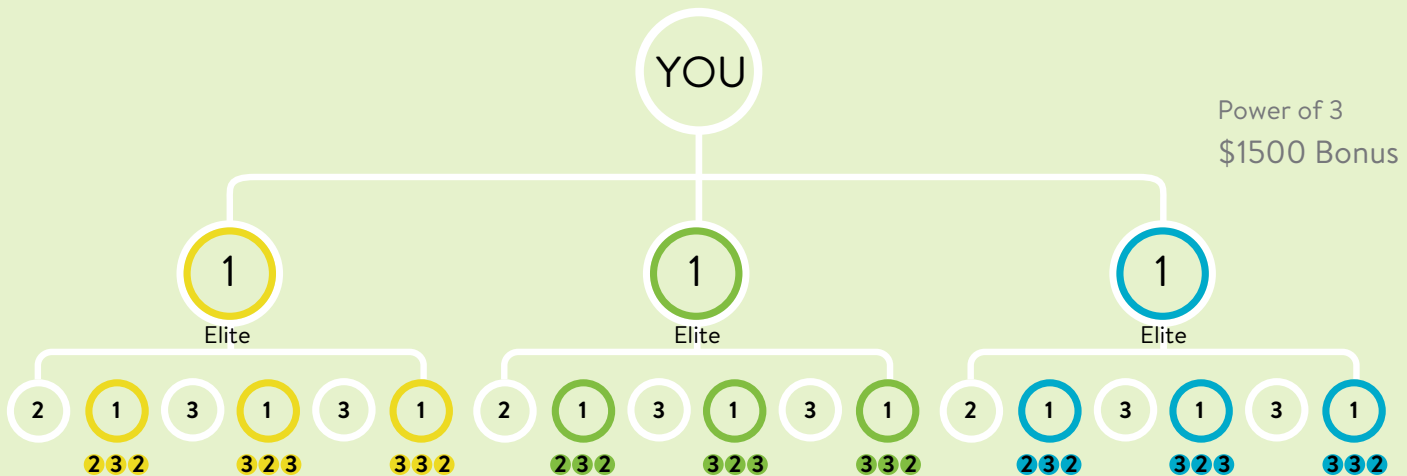 YOU
Power of 3
$1500 Bonus
1 1 1
Elite Elite Elite
2 1 3 1 3 1 2 1 3 1 3 1 2 1 3 1 3 1
2 3 2 3 2 3 3 3 2 2 3 2 3 2 3 3 3 2 2 3 2 3 2 3 3 3 2